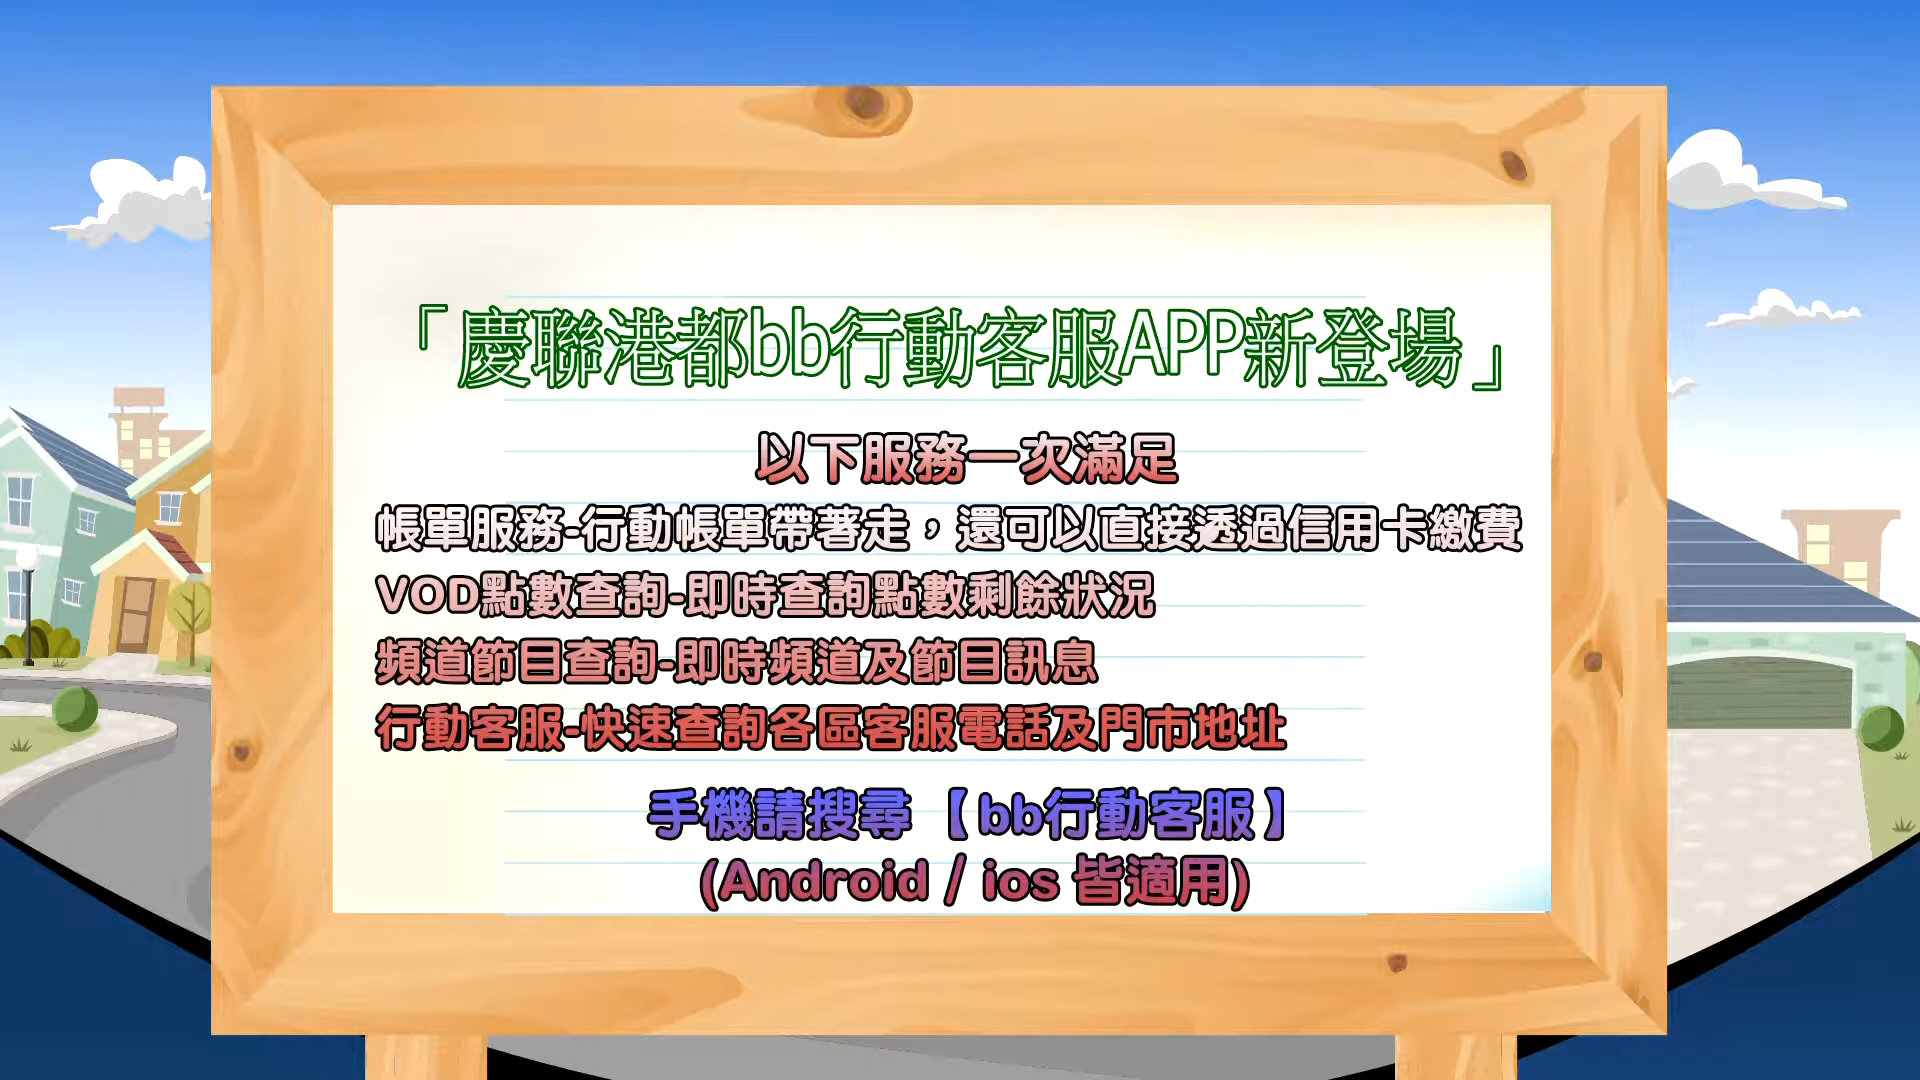 「慶聯港都bb行動客服APP新登場」
以下服務一次滿足
帳單服務-行動帳單帶著走，還可以直接透過信用卡繳費
VOD點數查詢-即時查詢點數剩餘狀況
頻道節目查詢-即時頻道及節目訊息
行動客服-快速查詢各區客服電話及門市地址
手機請搜尋【bb行動客服】
(Android / ios 皆適用)